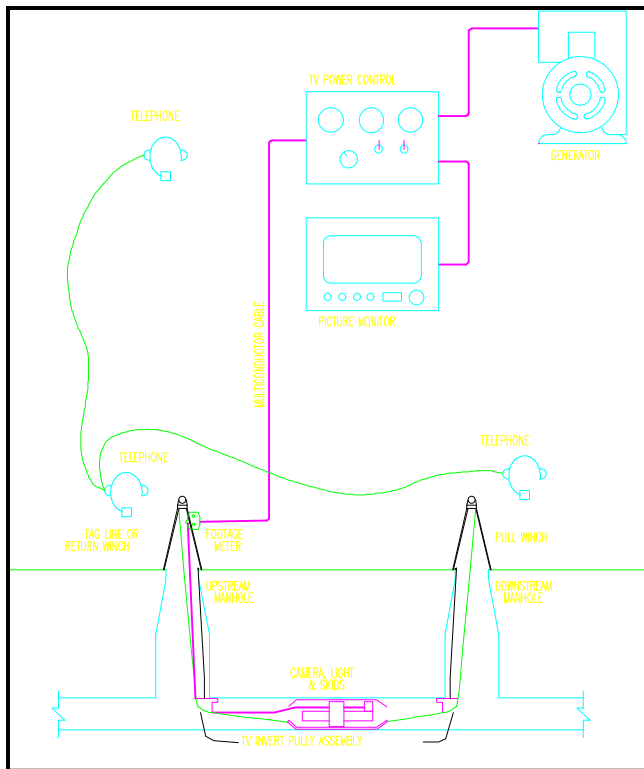 TV POWER CONTROL
TELEPHONE
GENERATOR
MULTICONDUCTOR CABLE
PICTURE MONITOR
TELEPHONE
TELEPHONE
TAG LINE OR
RETURN WINCH
FOOTAGE
METER
PULL WINCH
UPSTREAM
MANHOLE
DOWNSTREAM
MANHOLE
CAMERA, LIGHT
& SKIDS
TV INVERT PULLY ASSEMBLY